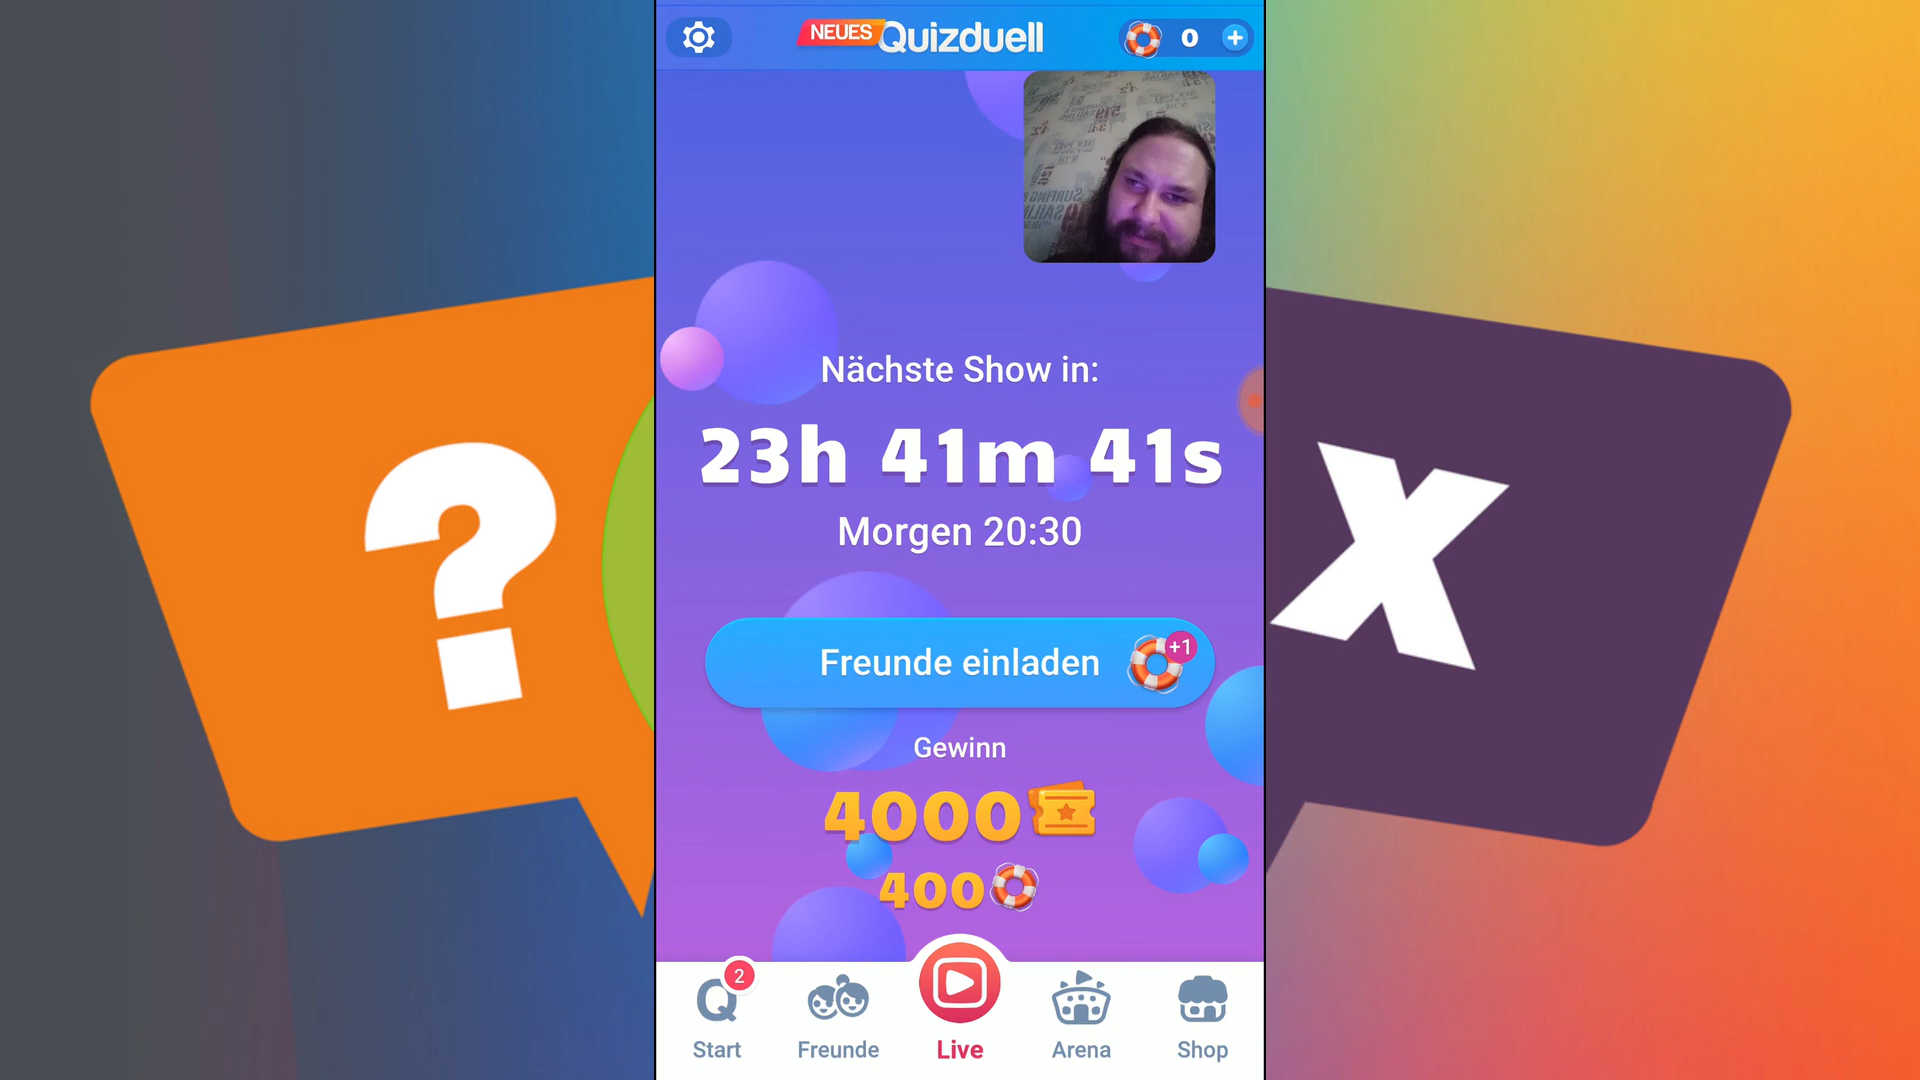 NEUES Quizduell
0
Nächste Show in:
23h 41m 41s
Morgen 20:30
Freunde einladen
+1
Gewinn
4000
400
?
X
2
Start
Freunde
Live
Arena
Shop